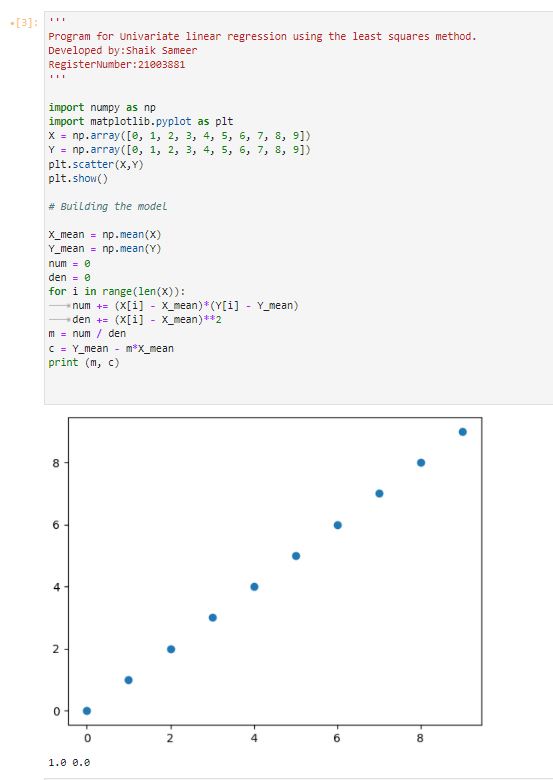 [3]:
'''
Program for Univariate linear regression using the least squares method.
Developed by:Shaik Sameer
RegisterNumber:21003881
'''
import numpy as np
import matplotlib.pyplot as plt
X = np.array([0, 1, 2, 3, 4, 5, 6, 7, 8, 9])
Y = np.array([0, 1, 2, 3, 4, 5, 6, 7, 8, 9])
plt.scatter(X,Y)
plt.show()
# Building the model
X_mean = np.mean(X)
Y_mean = np.mean(Y)
num = 0
den = 0
for i in range(len(X)):
num += (X[i] - X_mean)*(Y[i] - Y_mean)
den += (X[i] - X_mean)**2
m = num / den
c = Y_mean - m*X_mean
print (m, c)
8
6
4
2
0
0 2 4 6 8
1.0 0.0